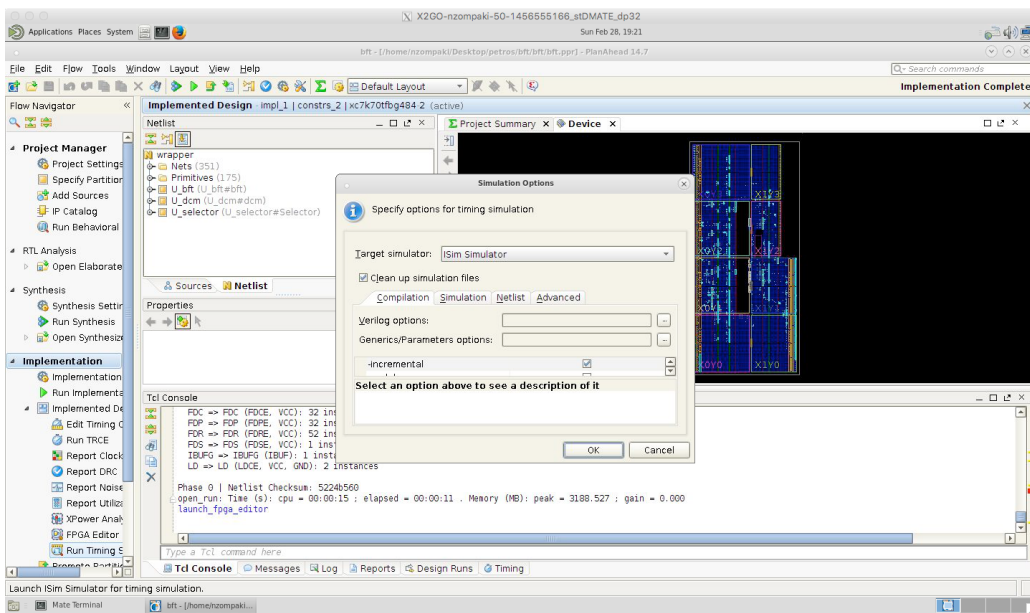 X2GO-nzompaki-50-1456555166_stDMATE_dp32
Applications Places System
Sun Feb 28, 19:21
bft - [/home/nzompaki/Desktop/petros/bft/bft/bft.ppr] - PlanAhead 14.7
File Edit Flow Tools Window Layout View Help
Search commands
Default Layout
Implementation Complete
Flow Navigator
Implemented Design - impl_1 | constrs_2 | xc7k70tfbg484-2 (active)
Project Manager
Project Settings
Specify Partition
Add Sources
IP Catalog
Run Behavioral
RTL Analysis
Open Elaborate
Synthesis
Synthesis Settin
Run Synthesis
Open Synthesize
Implementation
Implementation
Run Implementa
Implemented De
Edit Timing C
Run TRCE
Report Clock
Report DRC
Report Noise
Report Utiliza
XPower Analy
FPGA Editor
Run Timing S
Promote Partitio
Netlist
wrapper
Nets (351)
Primitives (175)
U_bft (U_bft#bft)
U_dcm (U_dcm#dcm)
U_selector (U_selector#Selector)
Sources Netlist
Properties
Project Summary Device
X1Y3
X0Y0 X1Y0
Simulation Options
Specify options for timing simulation
Target simulator: ISim Simulator
Clean up simulation files
Compilation Simulation Netlist Advanced
Verilog options:
Generics/Parameters options:
-incremental
Select an option above to see a description of it
OK Cancel
Tcl Console
FDC => FDC (FDCE, VCC): 32 ins
FDP => FDP (FDPE, VCC): 32 ins
FDR => FDR (FDRE, VCC): 52 ins
FDS => FDS (FDSE, VCC): 1 inst
IBUFG => IBUFG (IBUF): 1 insta
LD => LD (LDCE, VCC, GND): 2 instances
Phase 0 | Netlist Checksum: 5224b560
open_run: Time (s): cpu = 00:00:15 ; elapsed = 00:00:11 . Memory (MB): peak = 3188.527 ; gain = 0.000
launch_fpga_editor
Type a Tcl command here
Tcl Console Messages Log Reports Design Runs Timing
Launch ISim Simulator for timing simulation.
Mate Terminal
bft - [/home/nzompaki...